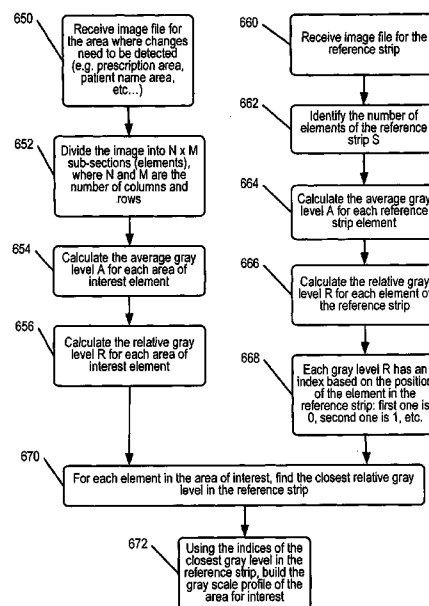 650
Receive image file for
the area where changes
need to be detected
(e.g. prescription area,
patient name area,
etc...)
652
Divide the image into N x M
sub-sections (elements),
where N and M are the
number of columns and
rows
654
Calculate the average gray
level A for each area of
interest element
656
Calculate the relative gray
level R for each area of
interest element
660
Receive image file for the
reference strip
662
Identify the number of
elements of the reference
strip S
664
Calculate the average gray
level A for each reference
strip element
666
Calculate the relative gray
level R for each element of
the reference strip
668
Each gray level R has an
index based on the position
of the element in the
reference strip: first one is
0, second one is 1, etc.
670
For each element in the area of interest, find the closest relative gray
level in the reference strip
672
Using the indices of the
closest gray level in the
reference strip, build the
gray scale profile of the
area for interest